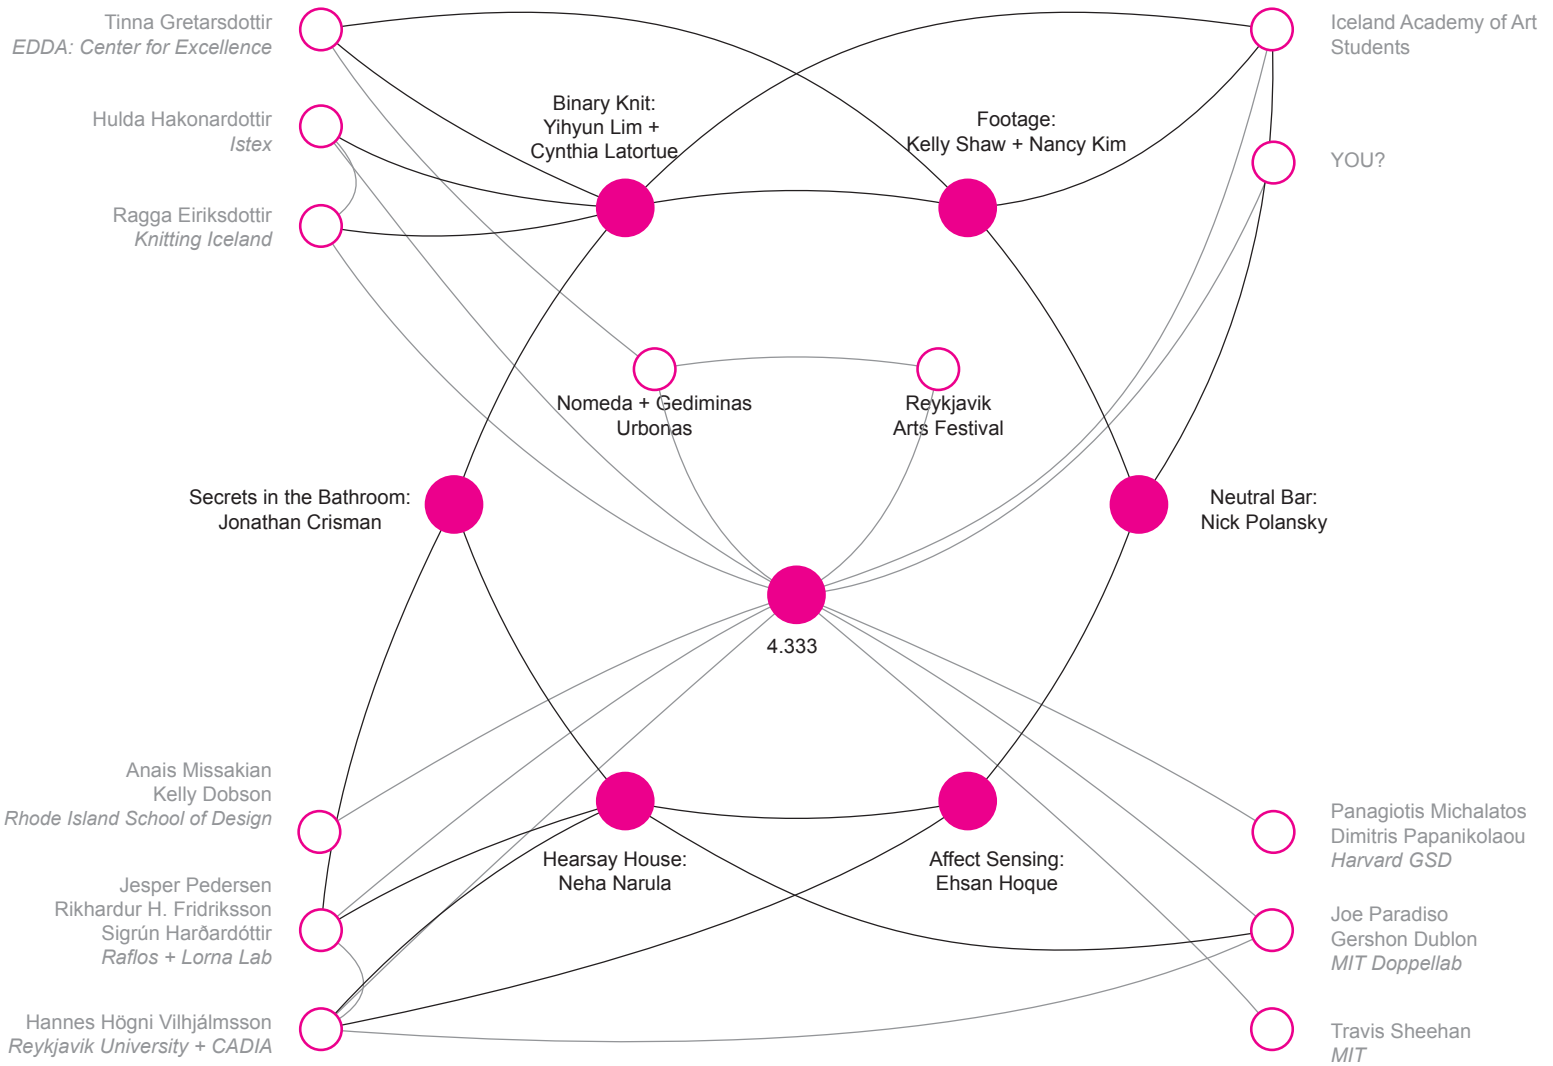 Tinna Gretarsdottir
EDDA: Center for Excellence
Hulda Hakonardottir
Istex
Ragga Eiriksdottir
Knitting Iceland
Binary Knit:
Yihyun Lim +
Cynthia Latortue
Footage:
Kelly Shaw + Nancy Kim
Iceland Academy of Art
Students
YOU?
Nomeda + Gediminas
Urbonas
Reykjavik
Arts Festival
Secrets in the Bathroom:
Jonathan Crisman
Neutral Bar:
Nick Polansky
4.333
Anais Missakian
Kelly Dobson
Rhode Island School of Design
Jesper Pedersen
Rikhardur H. Fridriksson
Sigrún Harðardóttir
Raflos + Lorna Lab
Hannes Högni Vilhjálmsson
Reykjavik University + CADIA
Hearsay House:
Neha Narula
Affect Sensing:
Ehsan Hoque
Panagiotis Michalatos
Dimitris Papanikolaou
Harvard GSD
Joe Paradiso
Gershon Dublon
MIT Doppellab
Travis Sheehan
MIT